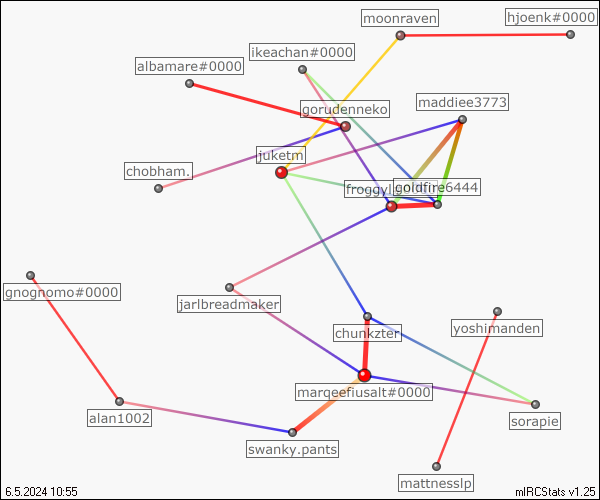 moonraven
hjoenk#0000
ikeachan#0000
albamare#0000
maddiee3773
gorudenneko
juketm
chobham.
goldfire6444
gnognomo#0000
jarlbreadmaker
chunkzter
yoshimanden
marqeefiusalt#0000
alan1002
sorapie
swanky.pants
mattnesslp
6.5.2024 10:55
mIRCStats v1.25